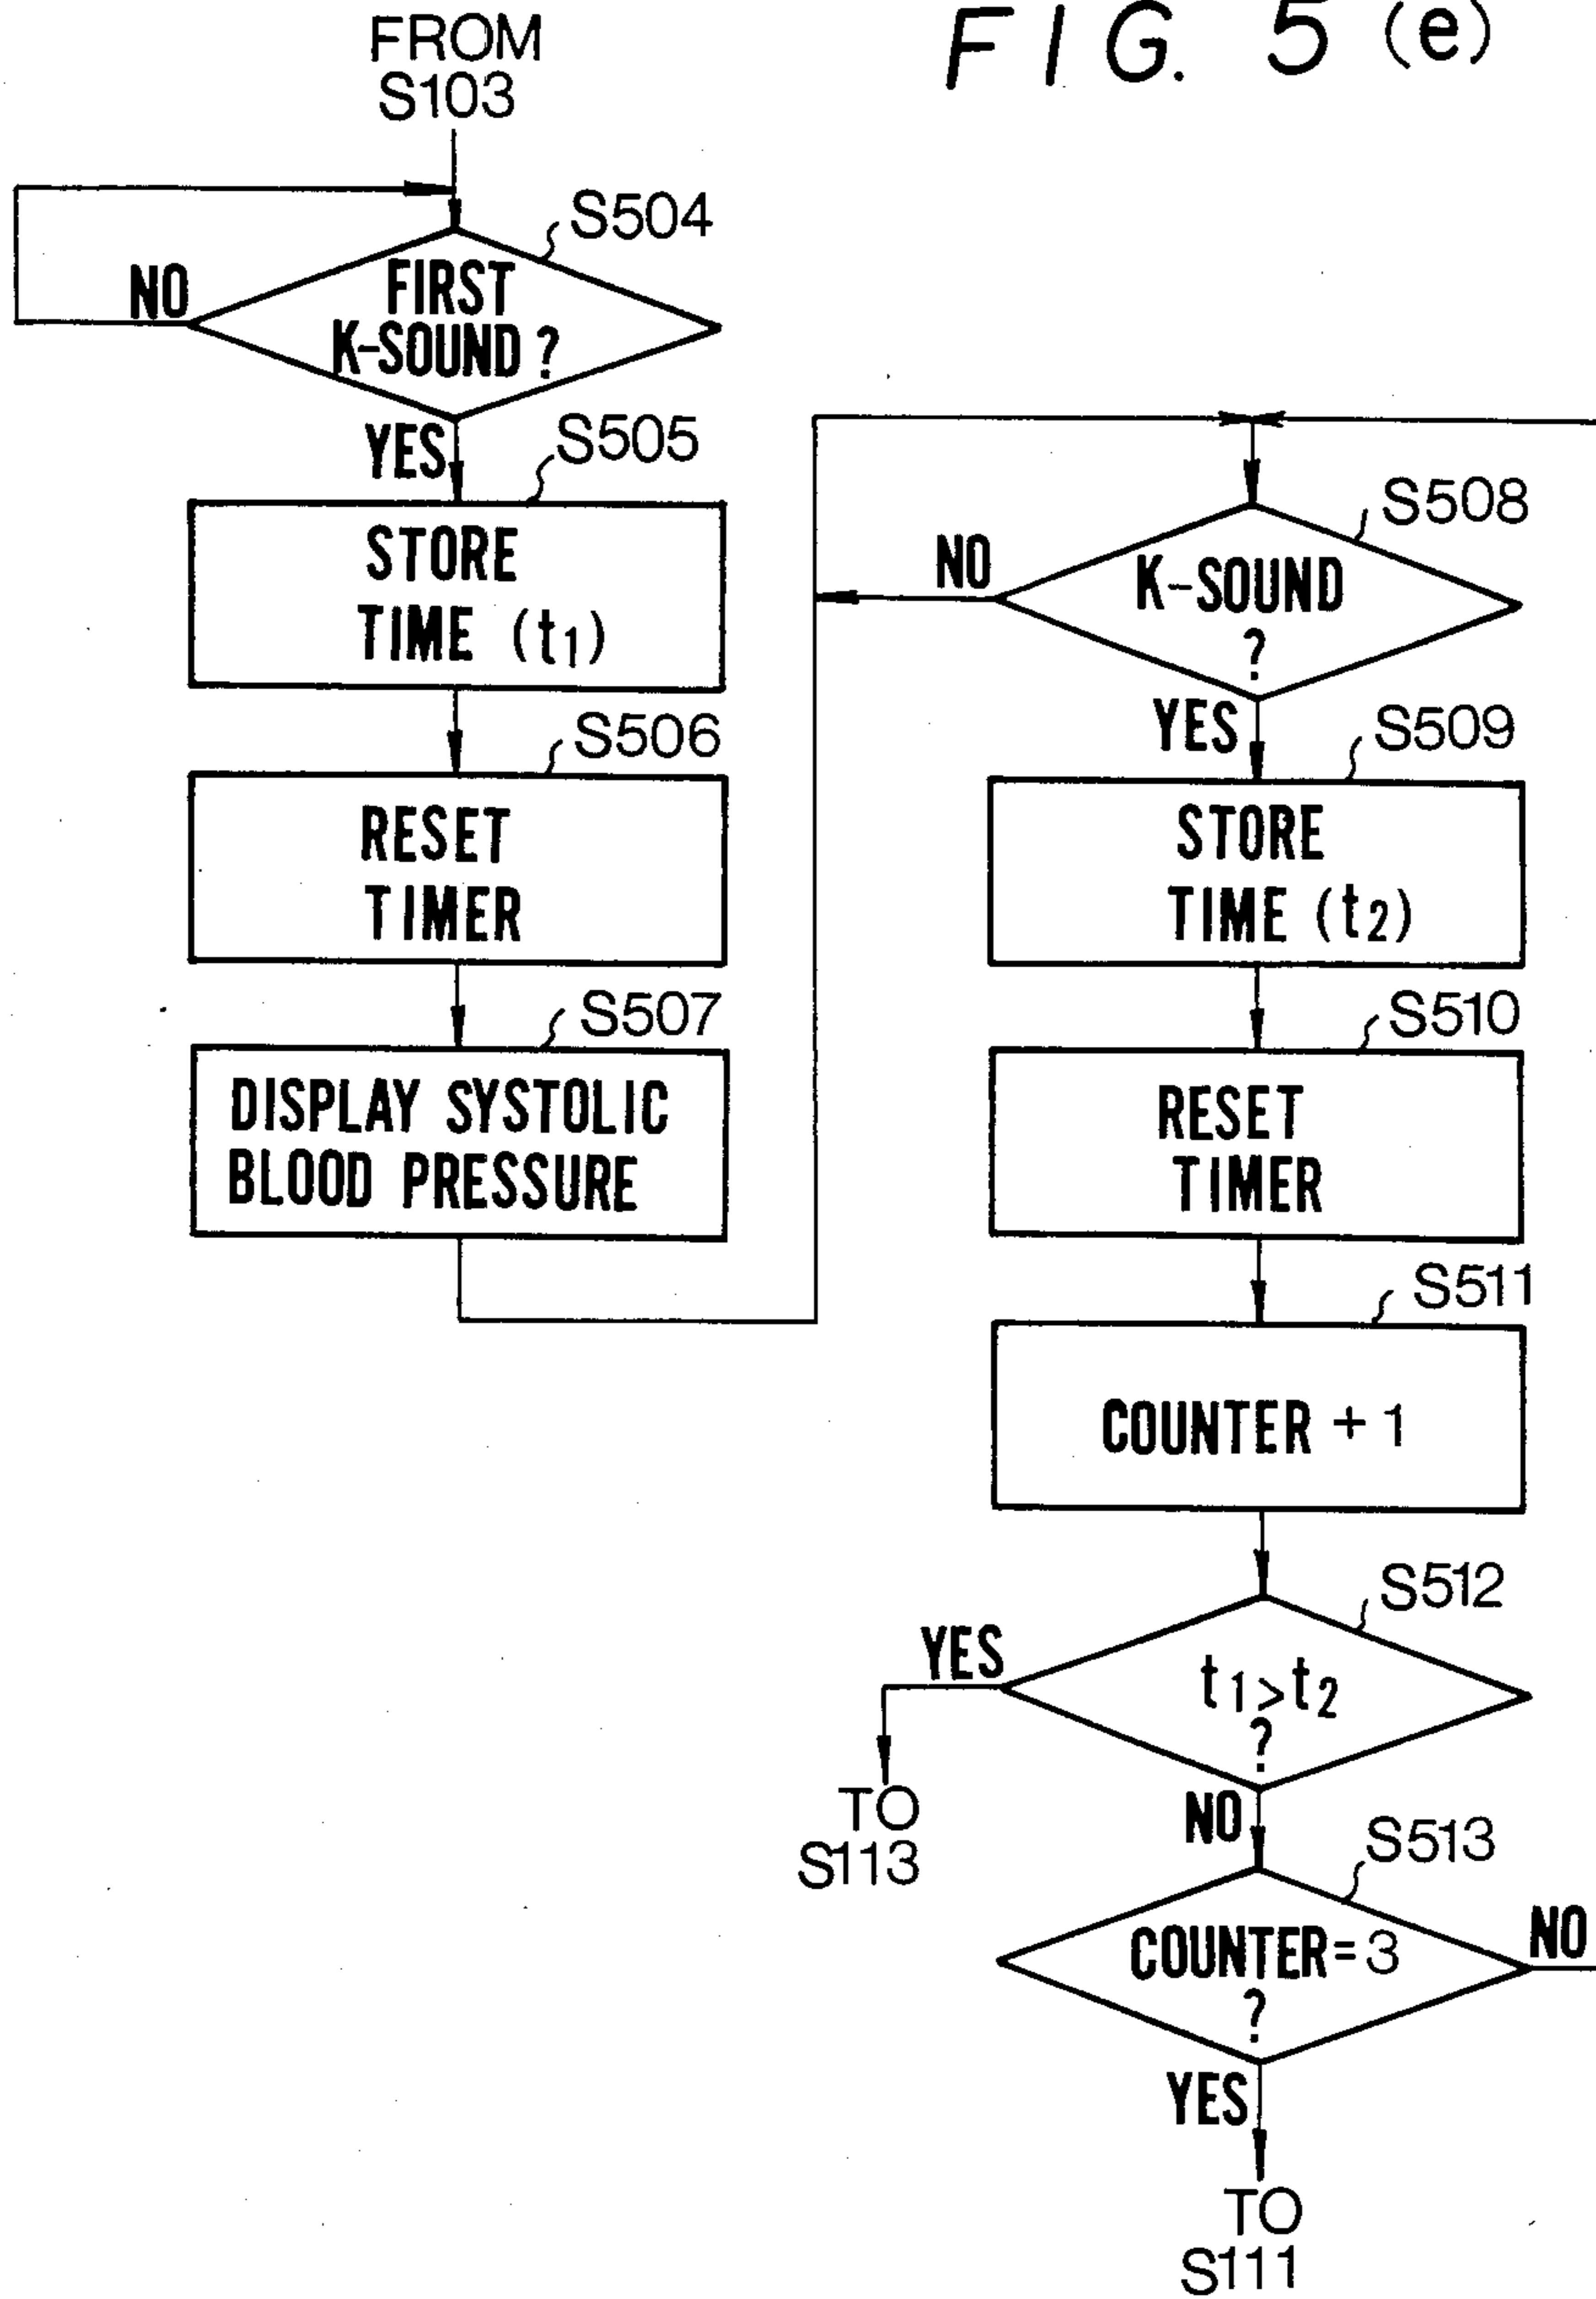 FIG. 5 (e)
FROM
S103
S504
NO
FIRST
K-SOUND ?
YES
S505
STORE
TIME (t1)
S506
RESET
TIMER
S507
DISPLAY SYSTOLIC
BLOOD PRESSURE
S508
NO
K-SOUND
?
YES
S509
STORE
TIME (t2)
S510
RESET
TIMER
S511
COUNTER + 1
S512
YES
t1>t2
?
TO
S113
NO
S513
COUNTER=3
?
NO
YES
TO
S111